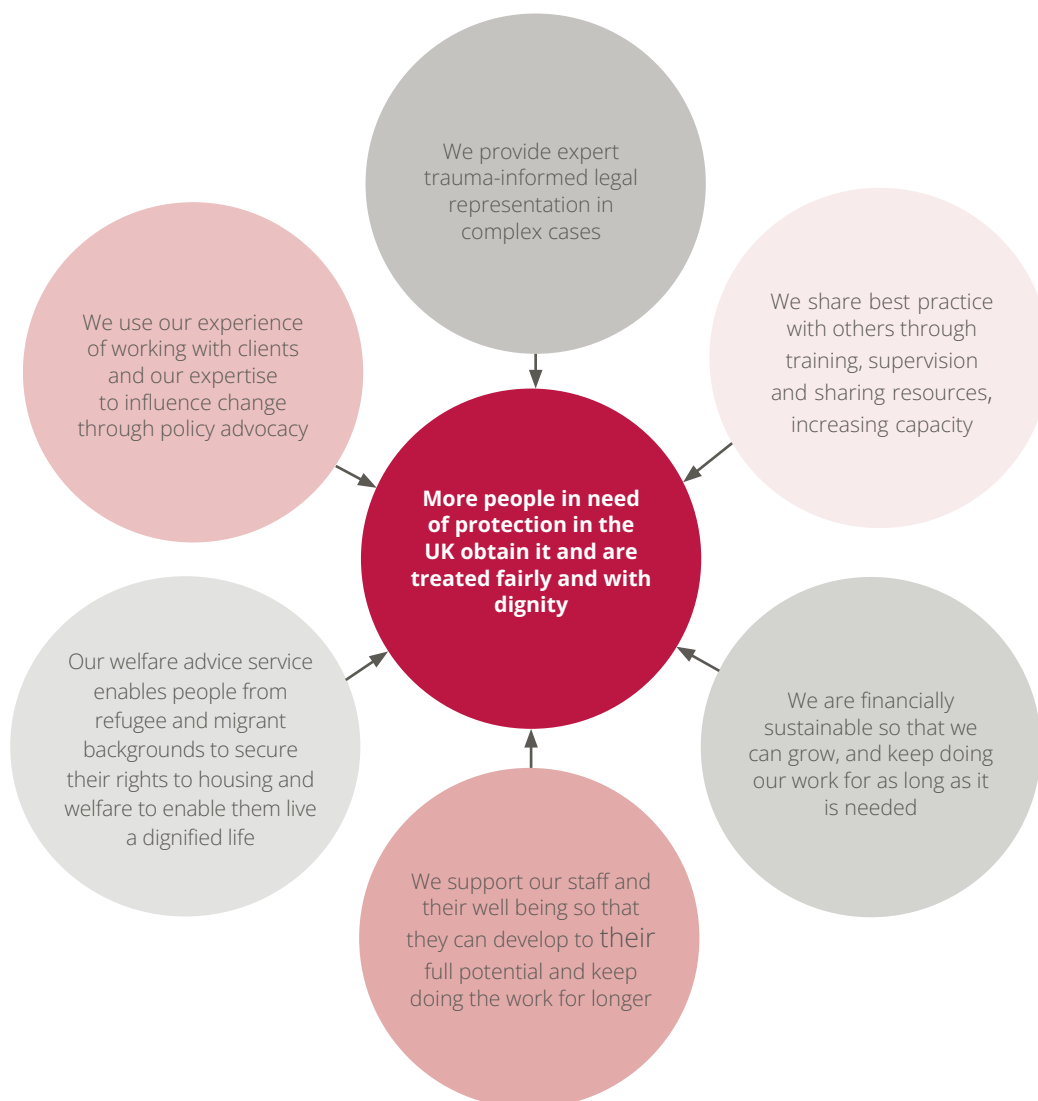 We provide expert
trauma-informed legal
representation in
complex cases
We share best practice
with others through
training, supervision
and sharing resources,
increasing capacity
We use our experience
of working with clients
and our expertise
to influence change
through policy advocacy
More people in need
of protection in the
UK obtain it and are
treated fairly and with
dignity
Our welfare advice service
enables people from
refugee and migrant
backgrounds to secure
their rights to housing and
welfare to enable them live
a dignified life
We are financially
sustainable so that we
can grow, and keep doing
our work for as long as it
is needed
We support our staff and
their well being so that
they can develop to their
full potential and keep
doing the work for longer